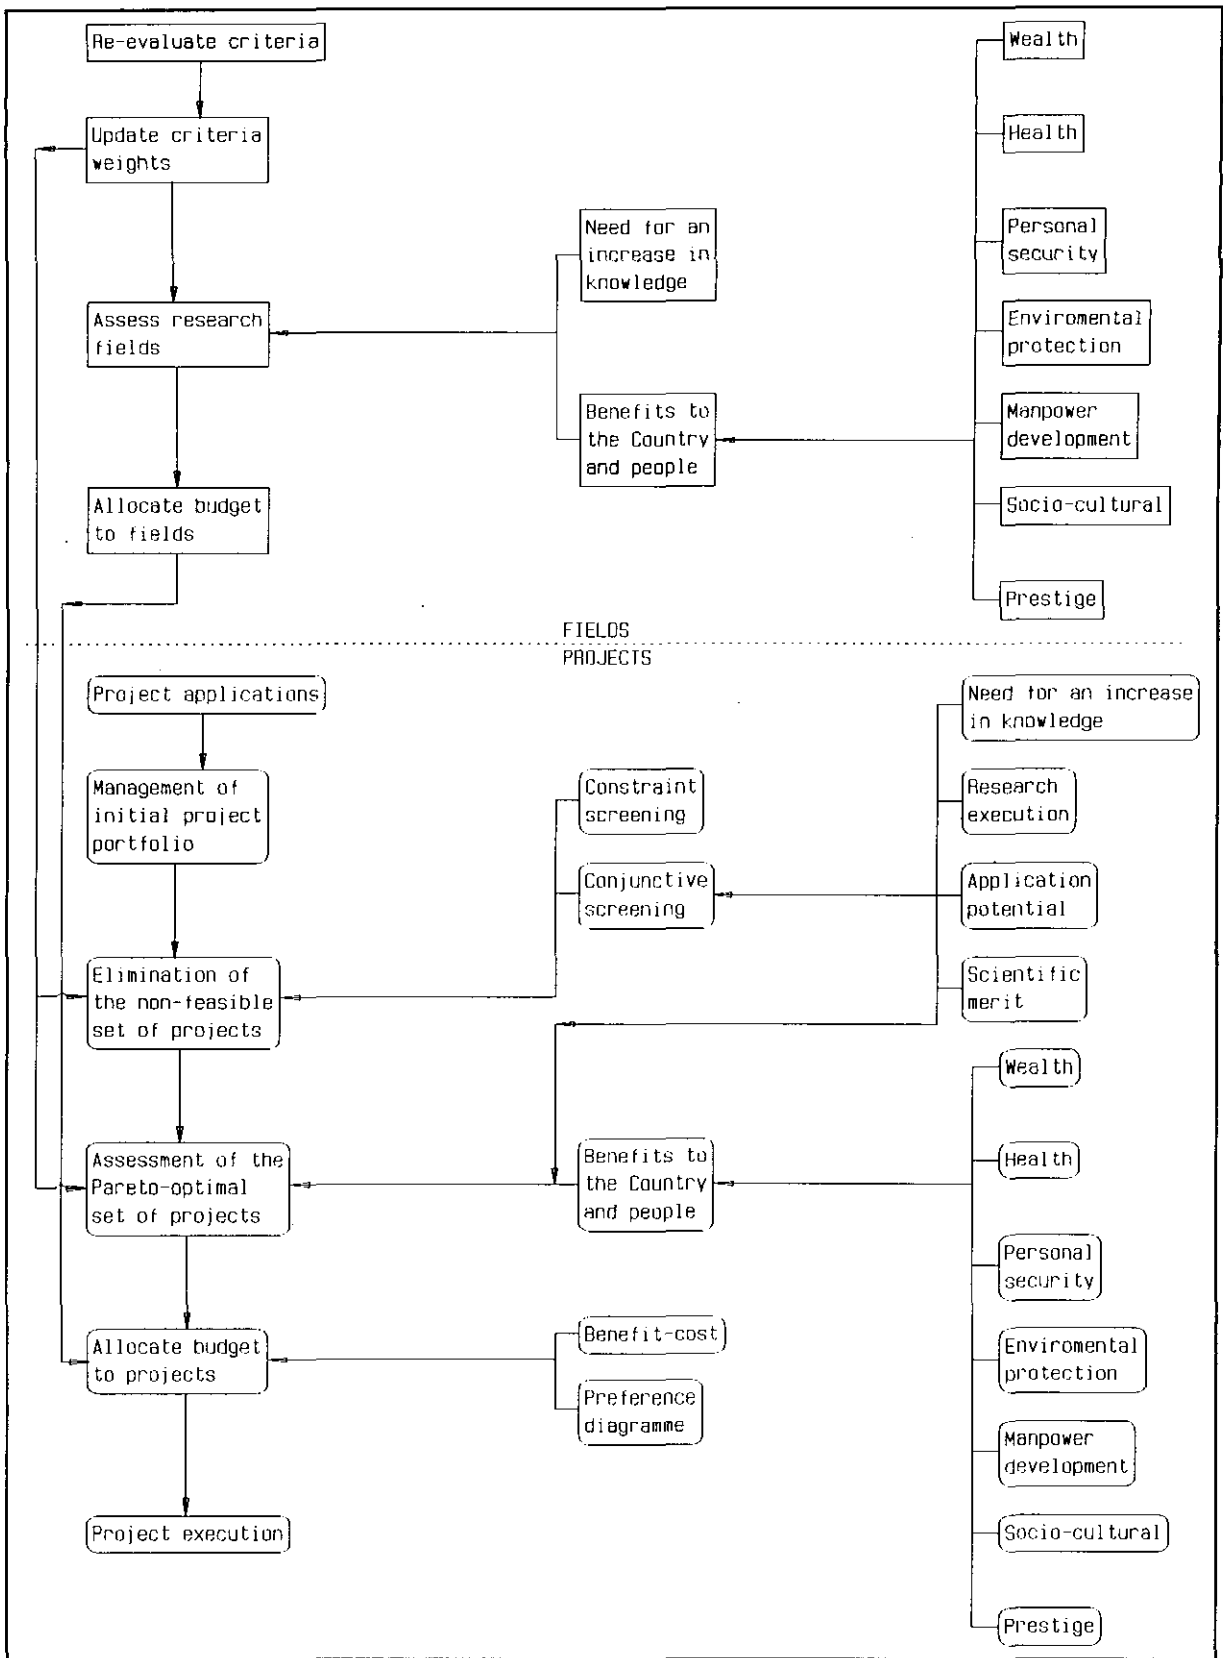 Re-evaluate criteria
Update criteria
weights
Assess research
fields
Allocate budget
to fields
Need for an
increase in
knowledge
Benefits to
the Country
and people
Wealth
Health
Personal
security
Enviromental
protection
Manpower
development
Socio-cultural
Prestige
FIELDS
PROJECTS
Project applications
Management of
initial project
portfolio
Elimination of
the non-feasible
set of projects
Assessment of the
Pareto-optimal
set of projects
Allocate budget
to projects
Project execution
Constraint
screening
Conjunctive
screening
Benefits to
the Country
and people
Benefit-cost
Preference
diagramme
Need for an increase
in knowledge
Research
execution
Application
potential
Scientific
merit
Wealth
Health
Personal
security
Enviromental
protection
Manpower
development
Socio-cultural
Prestige